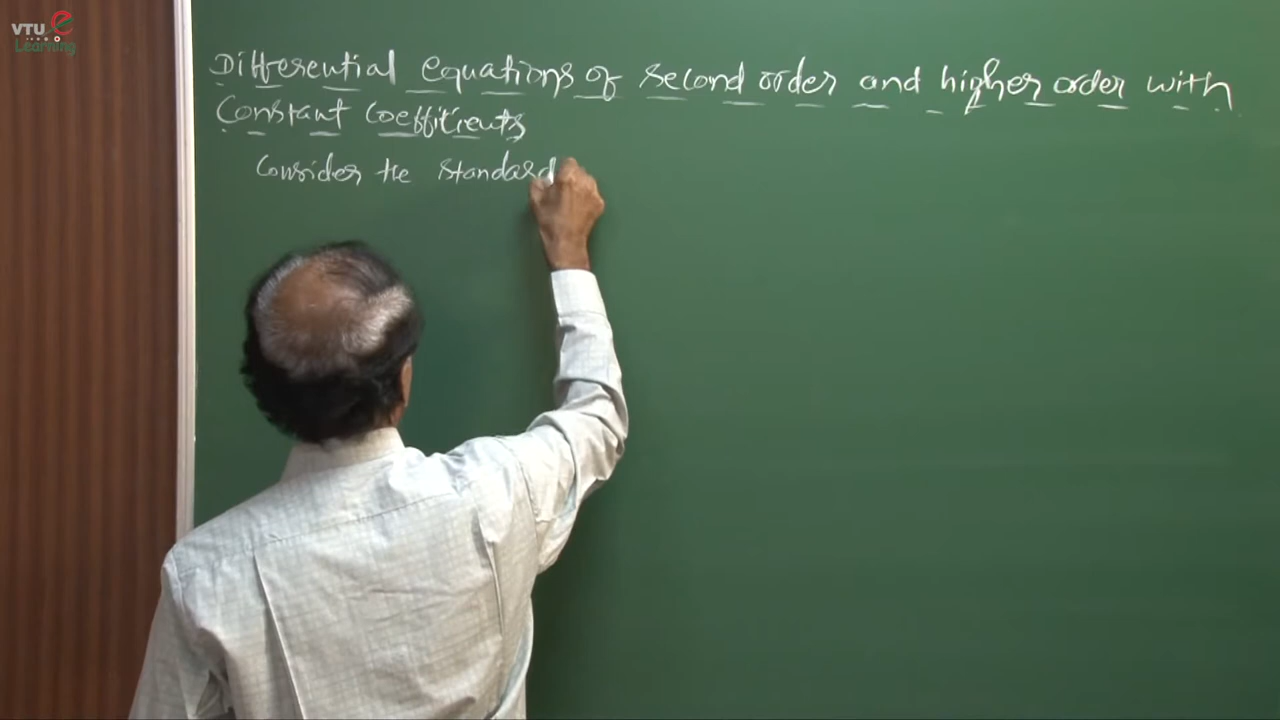 VTU e
Learning
Differential equations of second order and higher order with
Constant Coefficients
Consider the standard